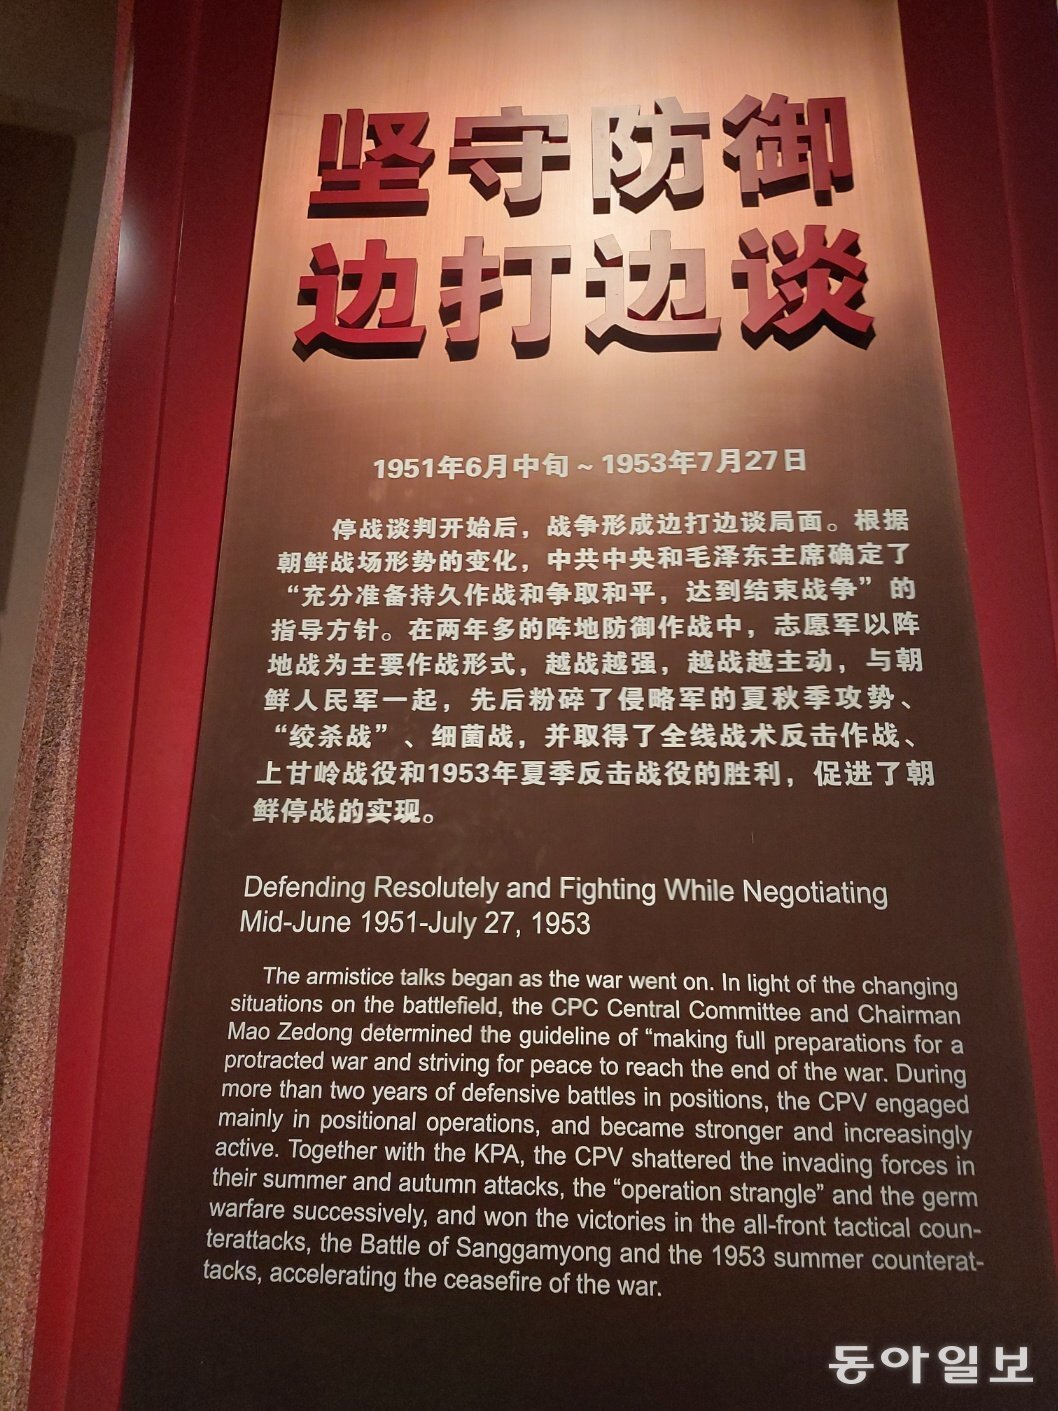 坚守防御
边打边谈
1951年6月中旬~1953年7月27日
停战谈判开始后，战争形成边打边谈局面。根据
朝鲜战场形势的变化，中共中央和毛泽东主席确定了
“充分准备持久作战和争取和平，达到结束战争”的
指导方针。在两年多的阵地防御作战中，志愿军以阵
地战为主要作战形式，越战越强，越战越主动，与朝
鲜人民军一起，先后粉碎了侵略军的夏秋季攻势、
“绞杀战”、细菌战，并取得了全线战术反击作战、
上甘岭战役和1953年夏季反击战役的胜利，促进了朝
鲜停战的实现。
Defending Resolutely and Fighting While Negotiating
Mid-June 1951-July 27, 1953
The armistice talks began as the war went on. In light of the changing
situations on the battlefield, the CPC Central Committee and Chairman
Mao Zedong determined the guideline of “making full preparations for a
protracted war and striving for peace to reach the end of the war. During
more than two years of defensive battles in positions, the CPV engaged
mainly in positional operations, and became stronger and increasingly
active. Together with the KPA, the CPV shattered the invading forces in
their summer and autumn attacks, the “operation strangle” and the germ
warfare successively, and won the victories in the all-front tactical coun-
terattacks, the Battle of Sanggamyong and the 1953 summer counterat-
tacks, accelerating the ceasefire of the war.
동아일보